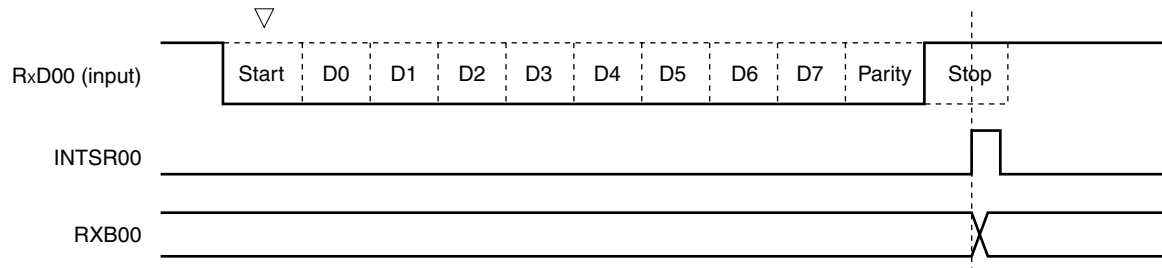 RxD00 (input) Start D0 D1 D2 D3 D4 D5 D6 D7 Parity Stop
INTSR00
RXB00